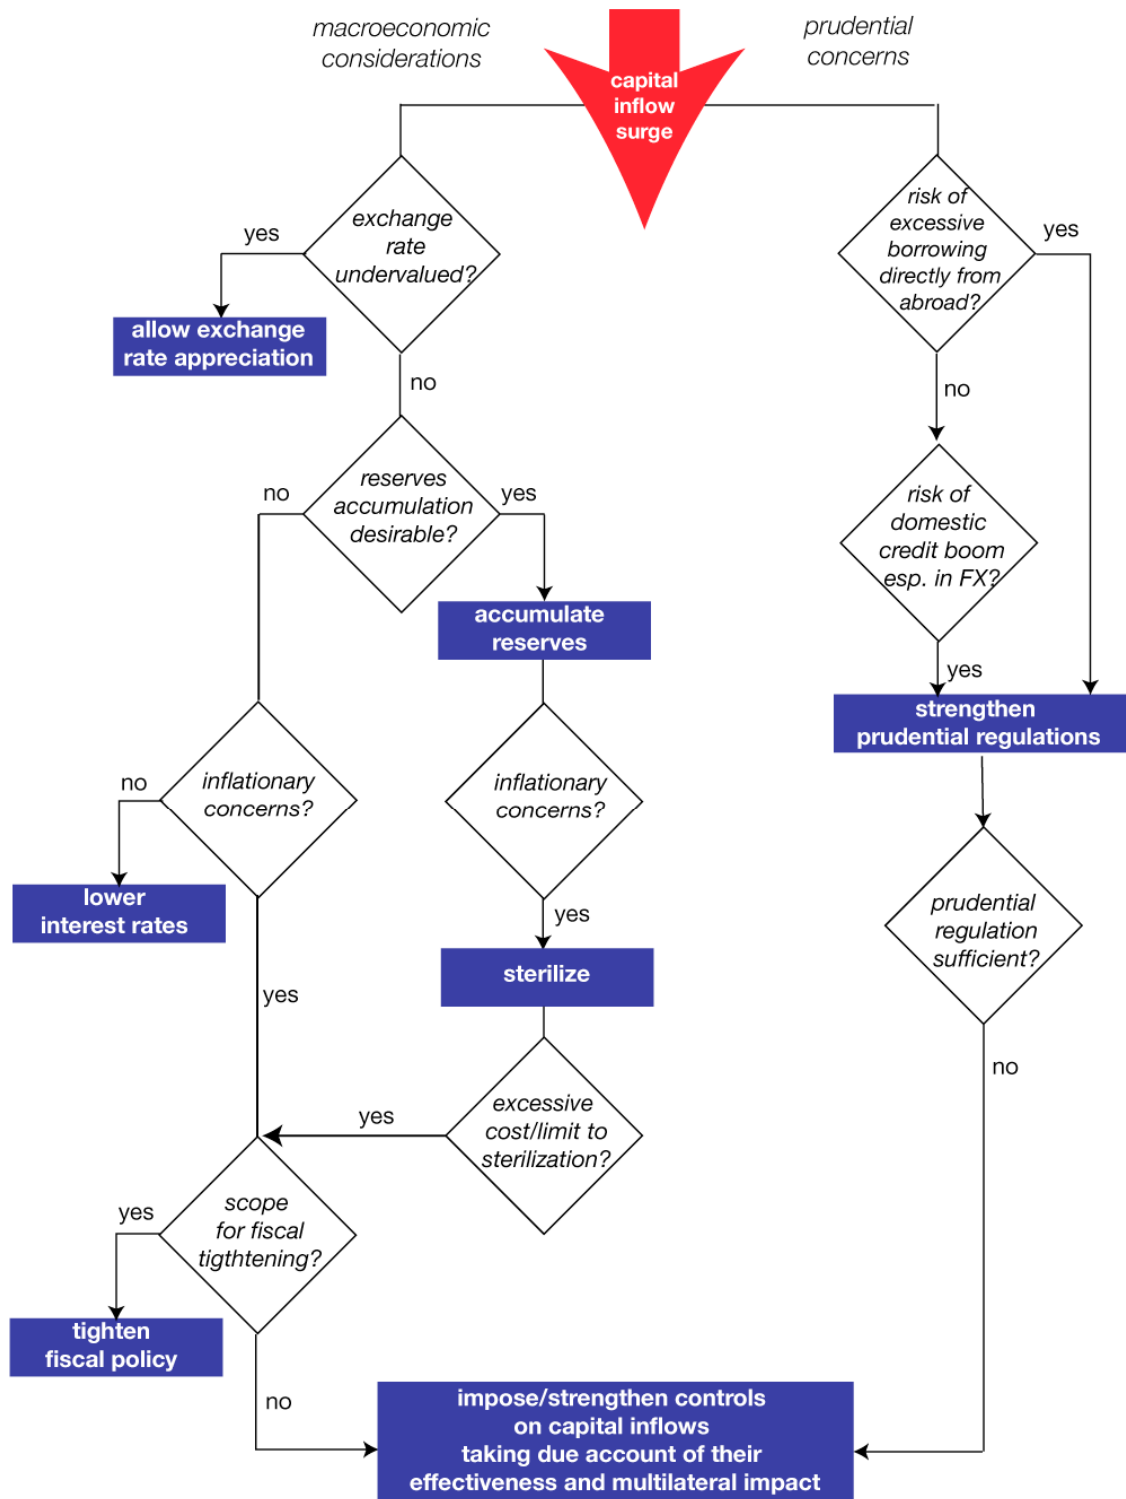 macroeconomic
considerations
prudential
concerns
capital
inflow
surge
exchange
rate
undervalued?
yes
allow exchange
rate appreciation
no
risk of
excessive
borrowing
directly from
abroad?
yes
no
reserves
accumulation
desirable?
no
yes
accumulate
reserves
risk of
domestic
credit boom
esp. in FX?
yes
strengthen
prudential regulations
inflationary
concerns?
no
lower
interest rates
yes
inflationary
concerns?
yes
sterilize
prudential
regulation
sufficient?
no
excessive
cost/limit to
sterilization?
yes
scope
for fiscal
tigthtening?
yes
tighten
fiscal policy
no
impose/strengthen controls
on capital inflows
taking due account of their
effectiveness and multilateral impact